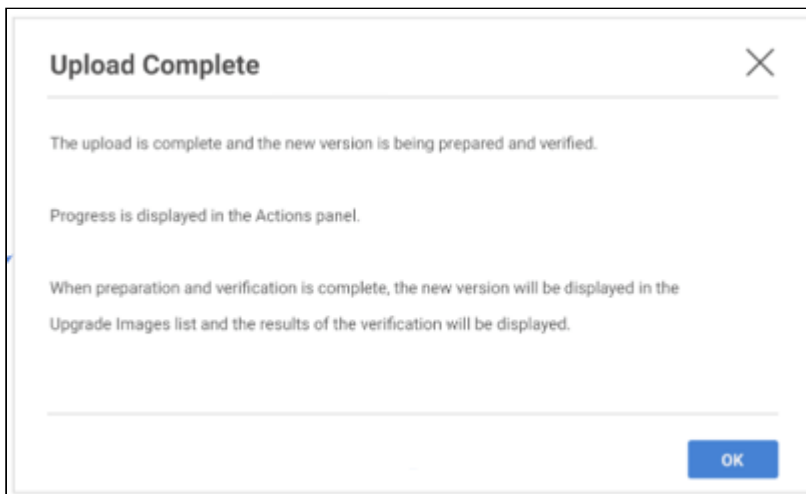 Upload Complete
The upload is complete and the new version is being prepared and verified.
Progress is displayed in the Actions panel.
When preparation and verification is complete, the new version will be displayed in the
Upgrade Images list and the results of the verification will be displayed.
OK